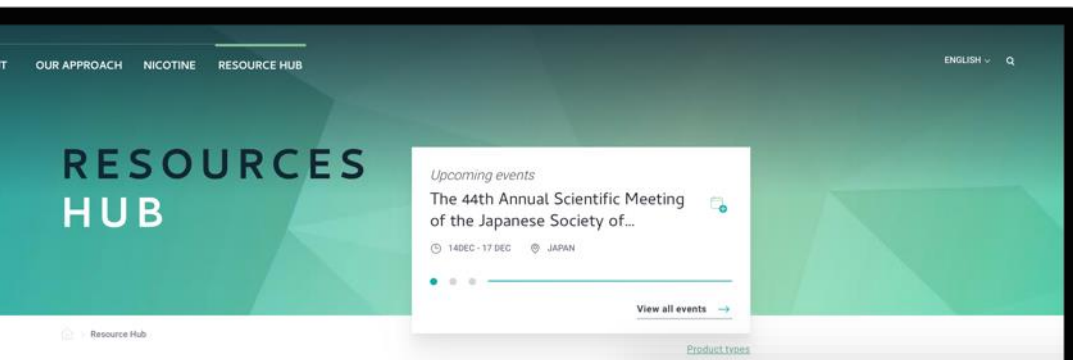 T OUR APPROACH NICOTINE RESOURCE HUB ENGLISH
RESOURCES
HUB
Upcoming events
The 44th Annual Scientific Meeting
of the Japanese Society of...
14DEC - 17 DEC JAPAN
View all events
Resource Hub
Product types